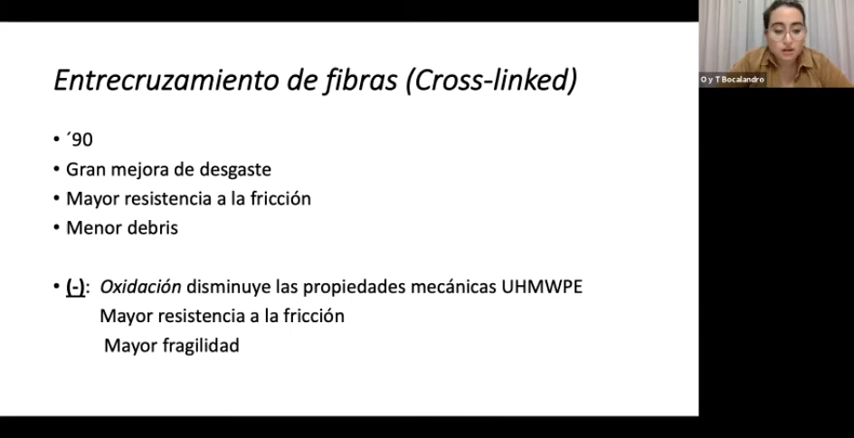 Entrecruzamiento de fibras (Cross-linked)
• ´90
• Gran mejora de desgaste
• Mayor resistencia a la fricción
• Menor debris
• (-): Oxidación disminuye las propiedades mecánicas UHMWPE
Mayor resistencia a la fricción
Mayor fragilidad
O y T Bocalandro